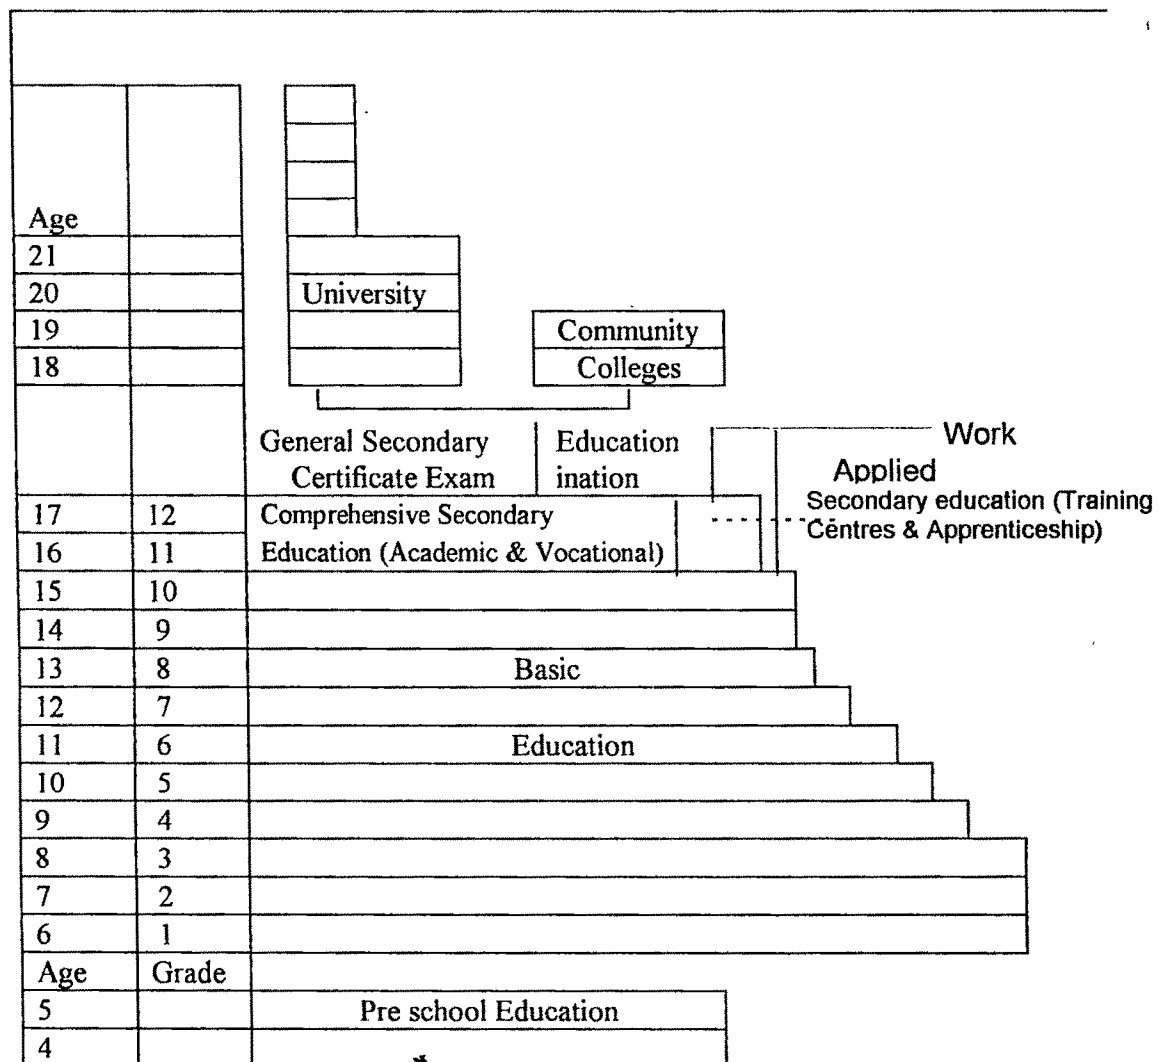 Age
21
20 University
19 Community
18 Colleges
General Secondary Education Work
Certificate Exam ination Applied
17 12 Comprehensive Secondary Secondary education (Training
16 11 Education (Academic & Vocational) Centres & Apprenticeship)
15 10
14 9
13 8 Basic
12 7
11 6 Education
10 5
9 4
8 3
7 2
6 1
Age Grade
5 Pre school Education
4